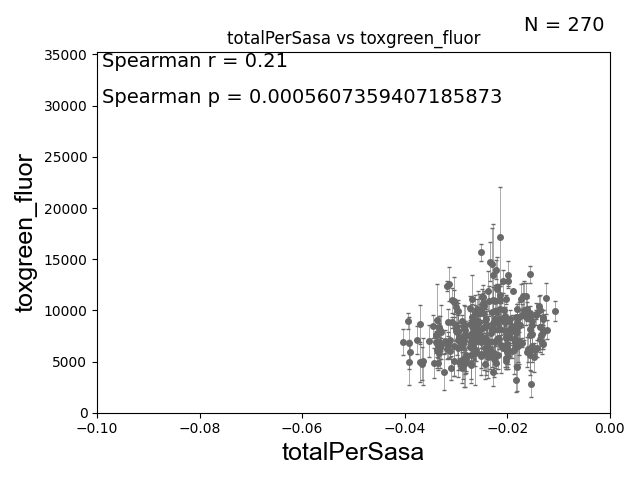 N = 270
totalPerSasa vs toxgreen_fluor
Spearman r = 0.21
Spearman p = 0.0005607359407185873
toxgreen_fluor
35000
30000
25000
20000
15000
10000
5000
0
−0.10 −0.08 −0.06 −0.04 −0.02 0.00
totalPerSasa